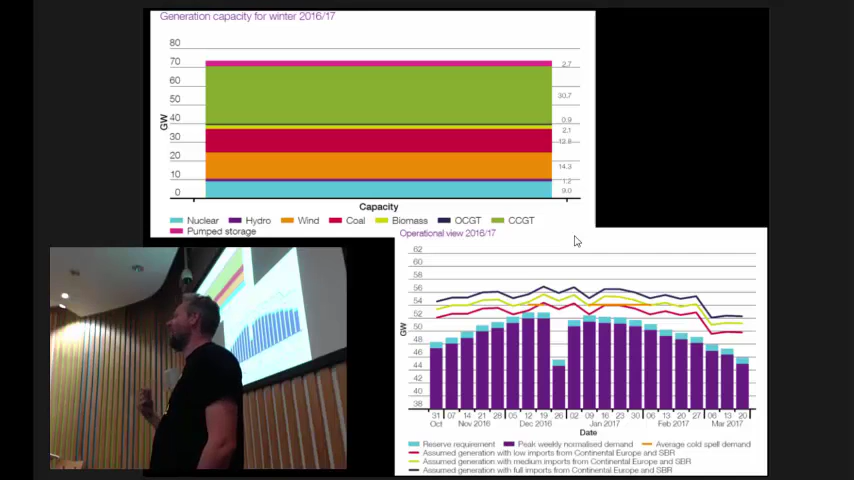 Generation capacity for winter 2016/17
80
70
60
50
40
30
20
10
0
GW
2.7
30.7
0.9
2.1
13.8
14.3
1.2
9.0
Capacity
Nuclear Hydro Wind Coal Biomass OCGT CCGT
Pumped storage
Operational view 2016/17
62
60
58
56
54
52
50
48
46
44
42
40
38
GW
31 07 14 21 28 05 12 19 26 02 09 16 23 30 06 13 20 27 06 13 20
Oct Nov 2016 Dec 2016 Jan 2017 Feb 2017 Mar 2017
Date
Reserve requirement Peak weekly normalised demand Average cold spell demand
Assumed generation with low imports from Continental Europe and SBR
Assumed generation with medium imports from Continental Europe and SBR
Assumed generation with full imports from Continental Europe and SBR